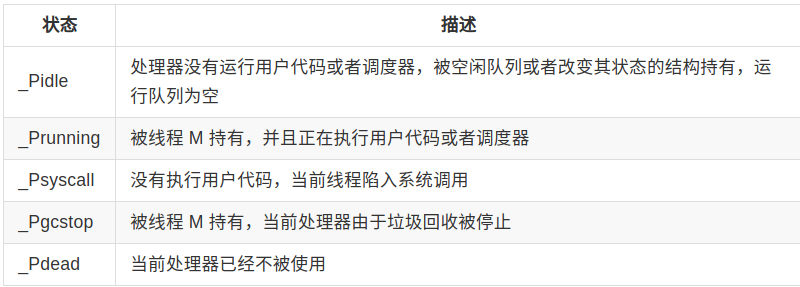 状态 描述
_Pidle 处理器没有运行用户代码或者调度器，被空闲队列或者改变其状态的结构持有，运
行队列为空
_Prunning 被线程 M 持有，并且正在执行用户代码或者调度器
_Psyscall 没有执行用户代码，当前线程陷入系统调用
_Pgcstop 被线程 M 持有，当前处理器由于垃圾回收被停止
_Pdead 当前处理器已经不被使用